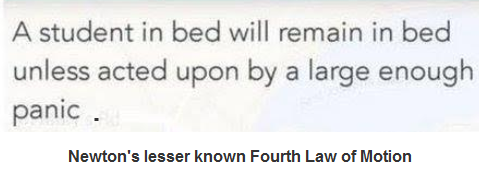 A student in bed will remain in bed
unless acted upon by a large enough
panic .
Newton's lesser known Fourth Law of Motion